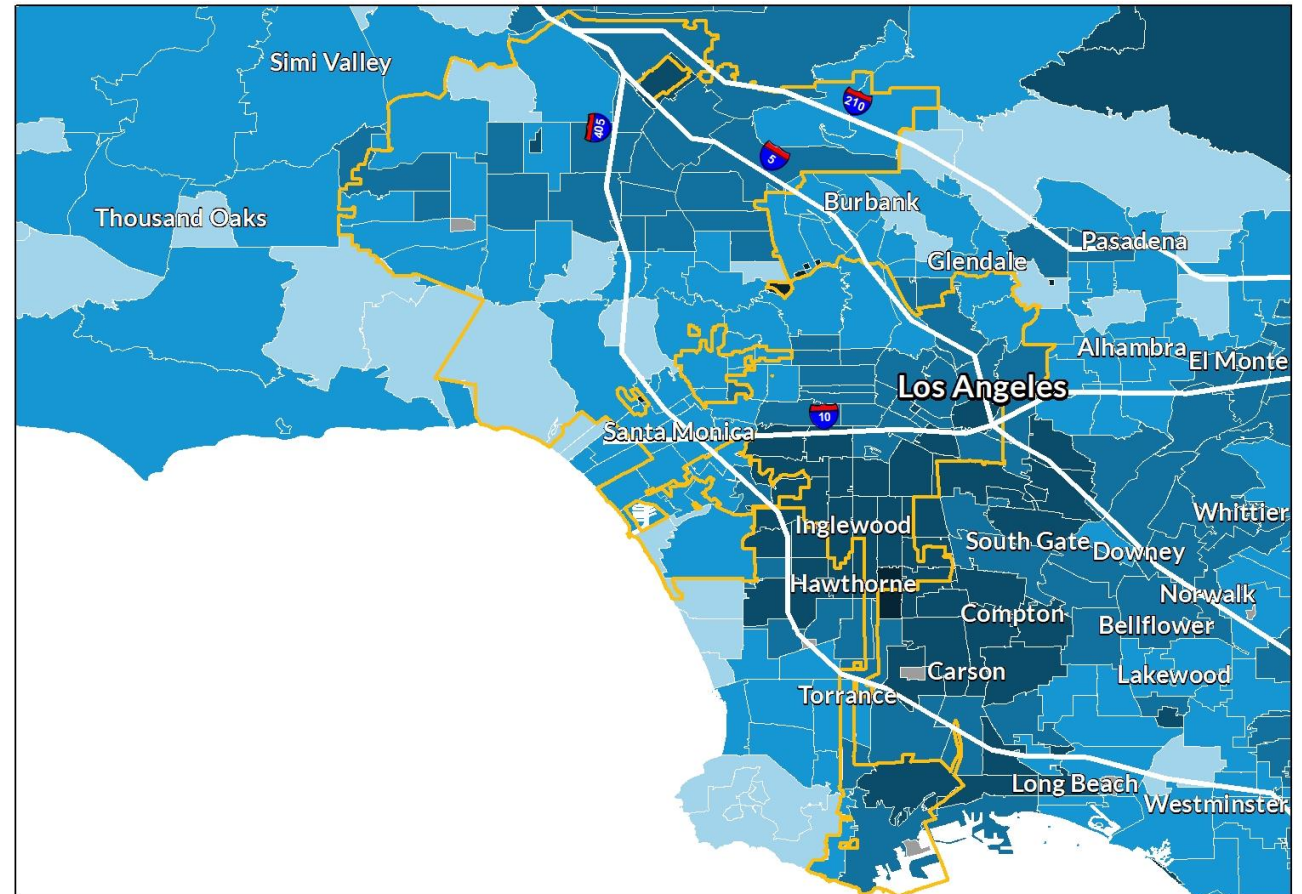 Simi Valley
210
405
5
Thousand Oaks
Burbank
Pasadena
Glendale
Alhambra
El Monte
Los Angeles
10
Santa Monica
Whittier
Inglewood
South Gate
Downey
Hawthorne
Norwalk
Compton
Bellflower
Carson
Lakewood
Torrance
Long Beach
Westminster